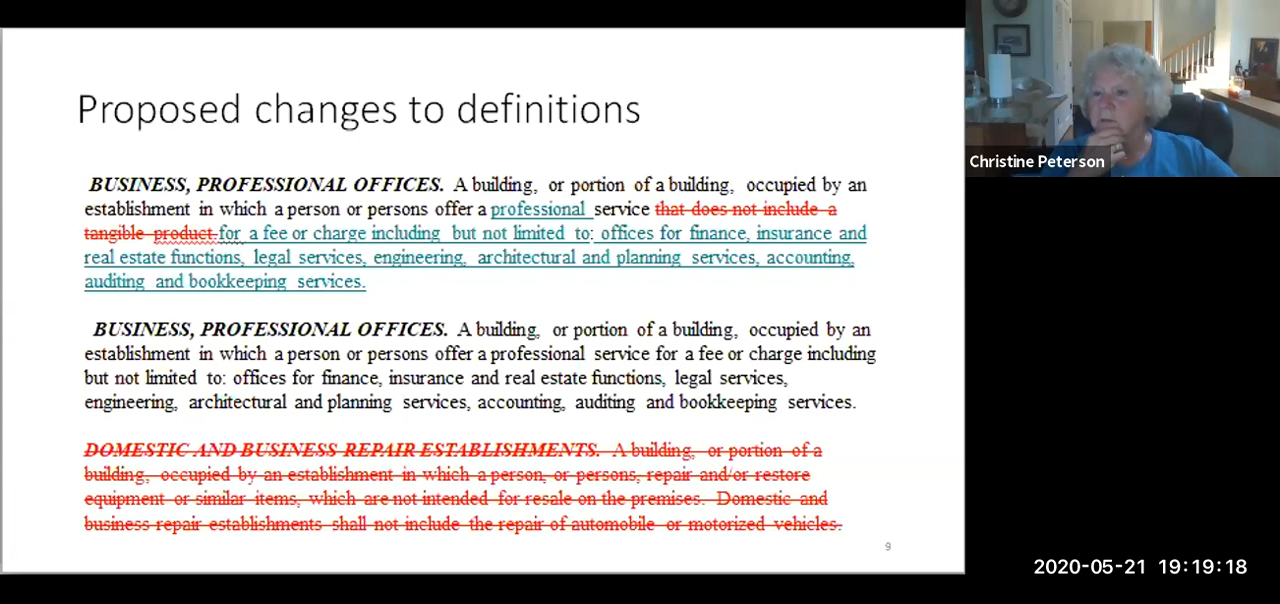 Proposed changes to definitions
BUSINESS, PROFESSIONAL OFFICES. A building, or portion of a building, occupied by an
establishment in which a person or persons offer a professional service that does not include a
tangible product.for a fee or charge including but not limited to: offices for finance, insurance and
real estate functions, legal services, engineering, architectural and planning services, accounting,
auditing and bookkeeping services.
BUSINESS, PROFESSIONAL OFFICES. A building, or portion of a building, occupied by an
establishment in which a person or persons offer a professional service for a fee or charge including
but not limited to: offices for finance, insurance and real estate functions, legal services,
engineering, architectural and planning services, accounting, auditing and bookkeeping services.
DOMESTIC AND BUSINESS REPAIR ESTABLISHMENTS. A building, or portion of a
building, occupied by an establishment in which a person, or persons, repair and/or restore
equipment or similar items, which are not intended for resale on the premises. Domestic and
business repair establishments shall not include the repair of automobile or motorized vehicles.
9
Christine Peterson
2020-05-21 19:19:18